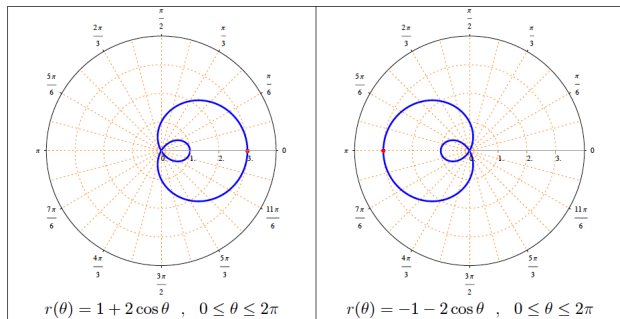 π/2
2π/3 π/3
5π/6 π/6
π 0. 1. 2. 3. 0
7π/6 11π/6
4π/3 5π/3
3π/2
r(θ) = 1 + 2 cos θ , 0 ≤ θ ≤ 2π
π/2
2π/3 π/3
5π/6 π/6
π 0. 1. 2. 3. 0
7π/6 11π/6
4π/3 5π/3
3π/2
r(θ) = −1 − 2 cos θ , 0 ≤ θ ≤ 2π